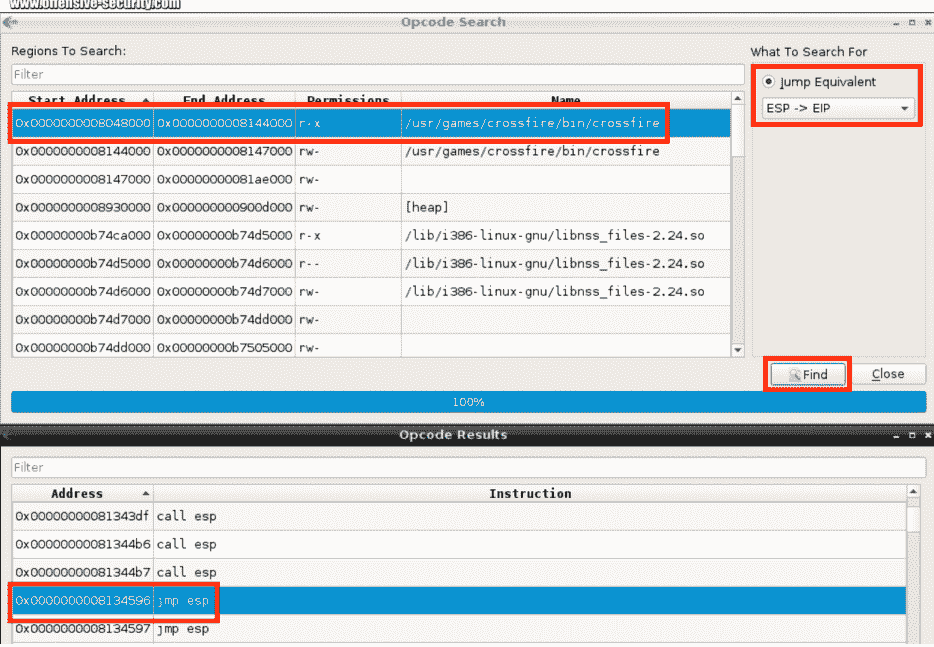 www.offensive-security.com
Opcode Search
Regions To Search:
What To Search For
Filter
Jump Equivalent
ESP -> EIP
Start Address End Address Permissions Name
0x0000000008048000 0x0000000008144000 r-x /usr/games/crossfire/bin/crossfire
0x0000000008144000 0x0000000008147000 rw- /usr/games/crossfire/bin/crossfire
0x0000000008147000 0x00000000081ae000 rw-
0x0000000008930000 0x000000000900d000 rw- [heap]
0x00000000b74ca000 0x00000000b74d5000 r-x /lib/i386-linux-gnu/libnss_files-2.24.so
0x00000000b74d5000 0x00000000b74d6000 r-- /lib/i386-linux-gnu/libnss_files-2.24.so
0x00000000b74d6000 0x00000000b74d7000 rw- /lib/i386-linux-gnu/libnss_files-2.24.so
0x00000000b74d7000 0x00000000b74dd000 rw-
0x00000000b74dd000 0x00000000b7505000 rw-
Find Close
100%
Opcode Results
Filter
Address Instruction
0x00000000081343df call esp
0x00000000081344b6 call esp
0x00000000081344b7 call esp
0x0000000008134596 jmp esp
0x0000000008134597 jmp esp